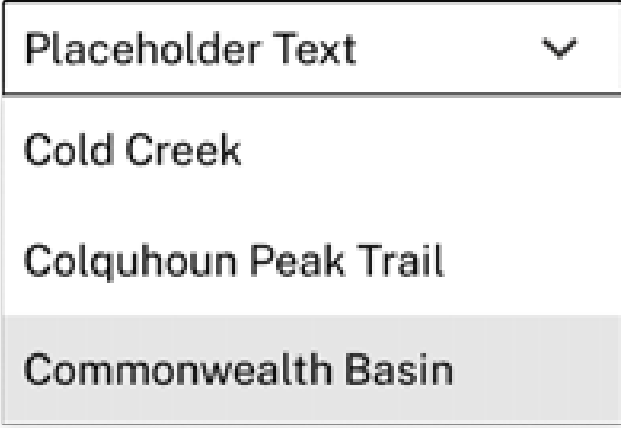 Placeholder Text
Cold Creek
Colquhoun Peak Trail
Commonwealth Basin